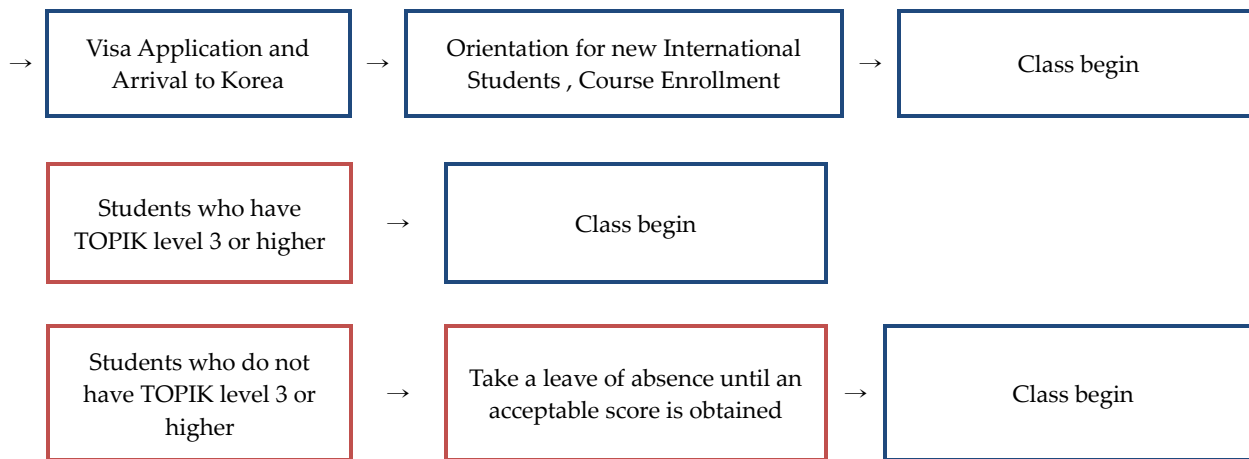 → Visa Application and Arrival to Korea → Orientation for new International Students , Course Enrollment → Class begin
Students who have TOPIK level 3 or higher → Class begin
Students who do not have TOPIK level 3 or higher → Take a leave of absence until an acceptable score is obtained → Class begin